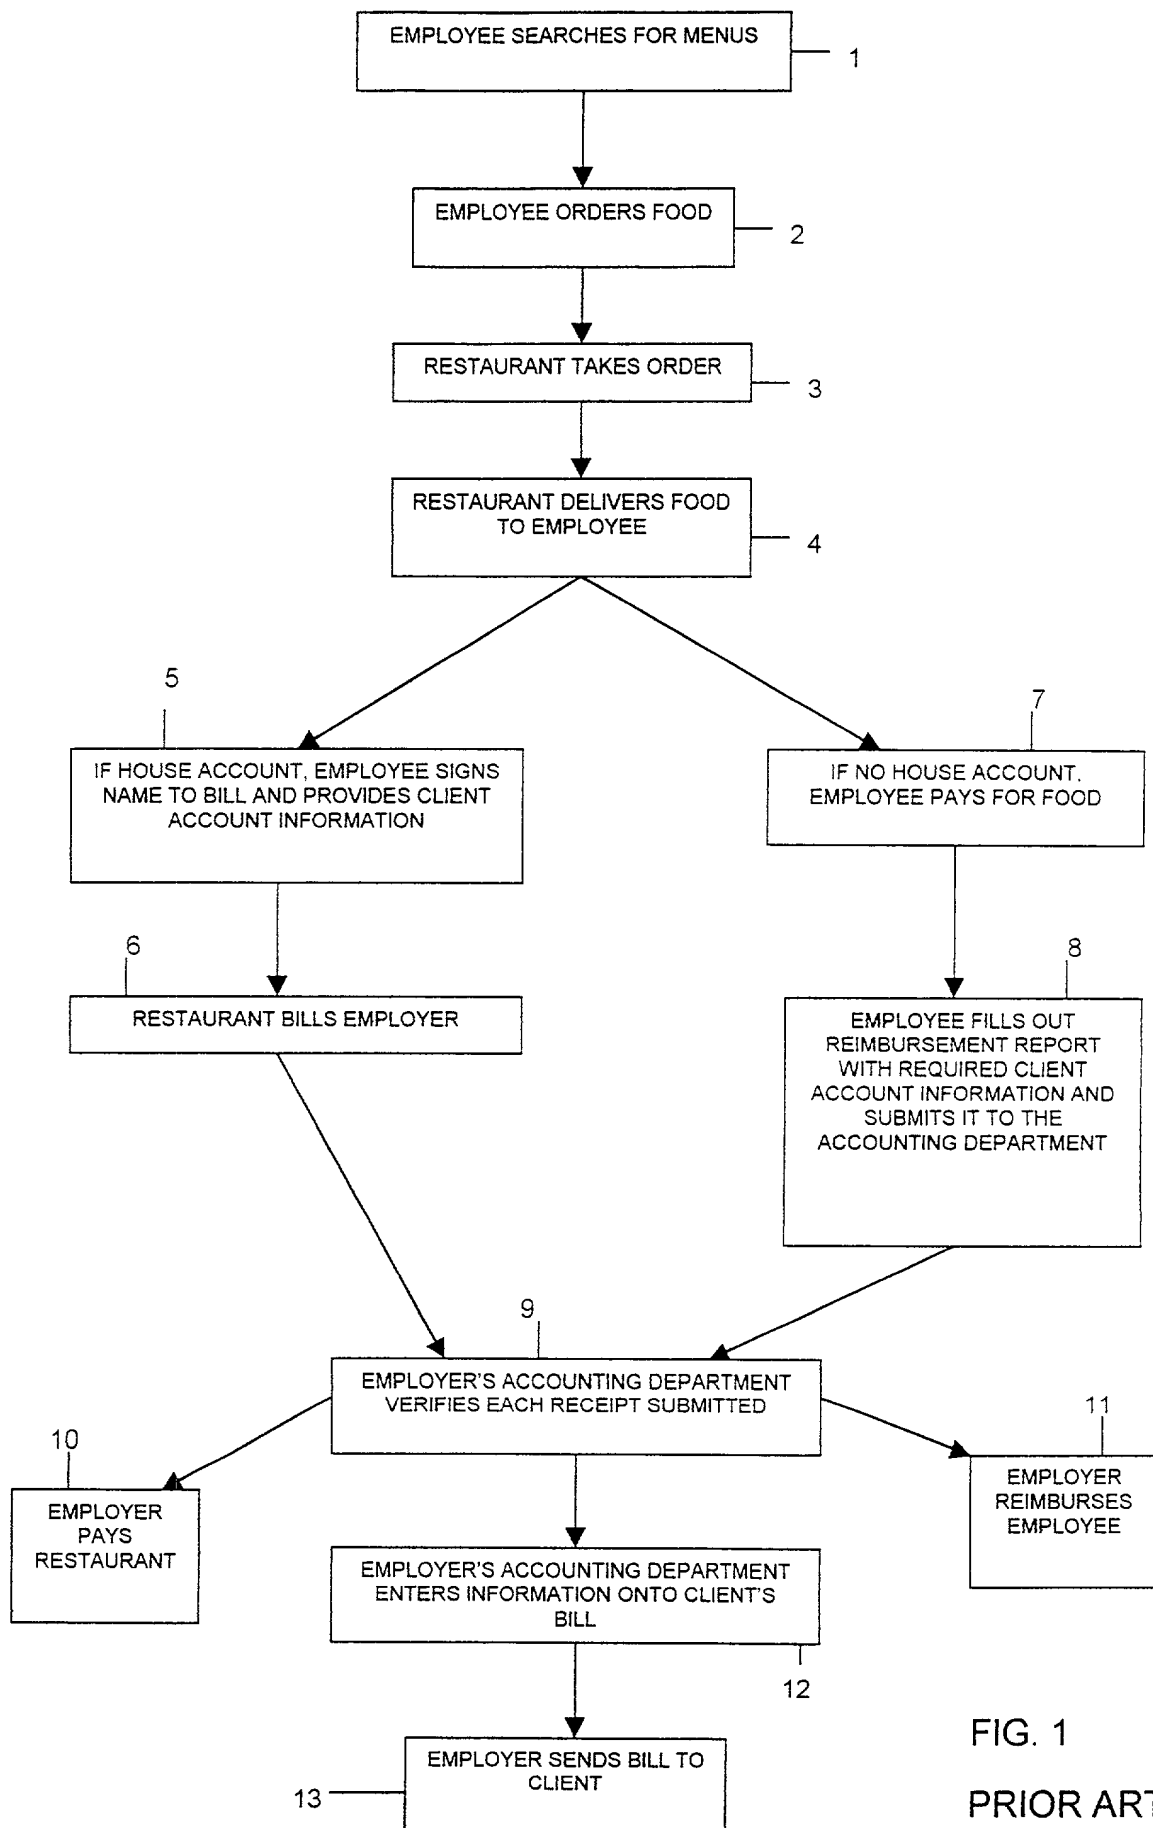 EMPLOYEE SEARCHES FOR MENUS
1
EMPLOYEE ORDERS FOOD
2
RESTAURANT TAKES ORDER
3
RESTAURANT DELIVERS FOOD
TO EMPLOYEE
4
5
IF HOUSE ACCOUNT, EMPLOYEE SIGNS
NAME TO BILL AND PROVIDES CLIENT
ACCOUNT INFORMATION
7
IF NO HOUSE ACCOUNT.
EMPLOYEE PAYS FOR FOOD
6
RESTAURANT BILLS EMPLOYER
8
EMPLOYEE FILLS OUT
REIMBURSEMENT REPORT
WITH REQUIRED CLIENT
ACCOUNT INFORMATION AND
SUBMITS IT TO THE
ACCOUNTING DEPARTMENT
9
EMPLOYER'S ACCOUNTING DEPARTMENT
VERIFIES EACH RECEIPT SUBMITTED
10
EMPLOYER
PAYS
RESTAURANT
11
EMPLOYER
REIMBURSES
EMPLOYEE
EMPLOYER'S ACCOUNTING DEPARTMENT
ENTERS INFORMATION ONTO CLIENT'S
BILL
12
EMPLOYER SENDS BILL TO
CLIENT
13
FIG. 1
PRIOR ART